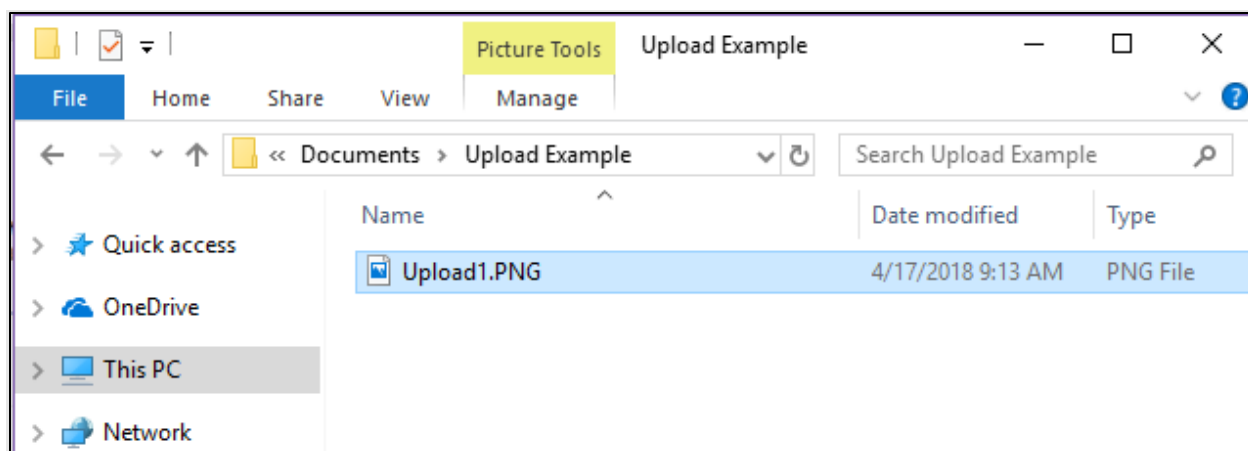 Picture Tools Upload Example
File Home Share View Manage
« Documents > Upload Example Search Upload Example
Name Date modified Type
Quick access
Upload1.PNG 4/17/2018 9:13 AM PNG File
OneDrive
This PC
Network